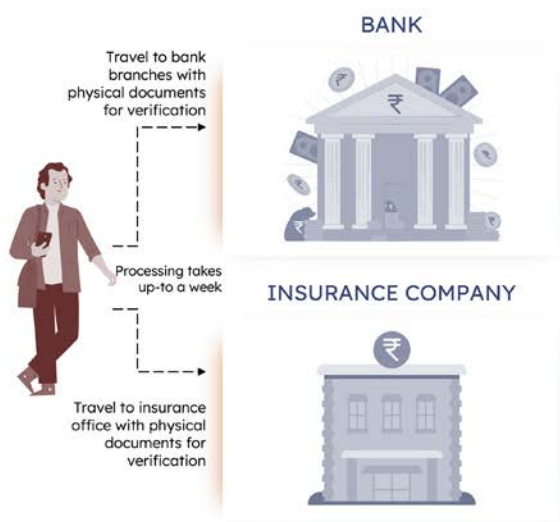 BANK
Travel to bank
branches with
physical documents
for verification
₹
₹
₹
₹
₹
₹
Processing takes
up-to a week
INSURANCE COMPANY
₹
Travel to insurance
office with physical
documents for
verification